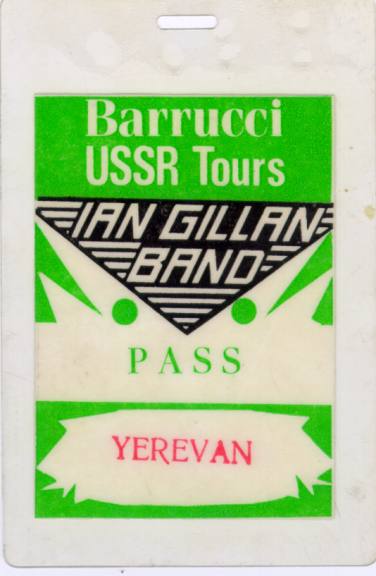 Barrucci
USSR Tours
IAN GILLAN
BAND
PASS
YEREVAN